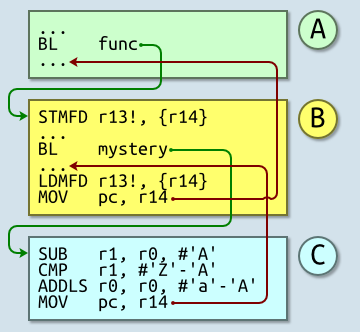 ...
BL func
...
A
STMFD r13!, {r14}
...
BL mystery
...
LDMFD r13!, {r14}
MOV pc, r14
B
SUB r1, r0, #'A'
CMP r1, #'Z'-'A'
ADDLS r0, r0, #'a'-'A'
MOV pc, r14
C